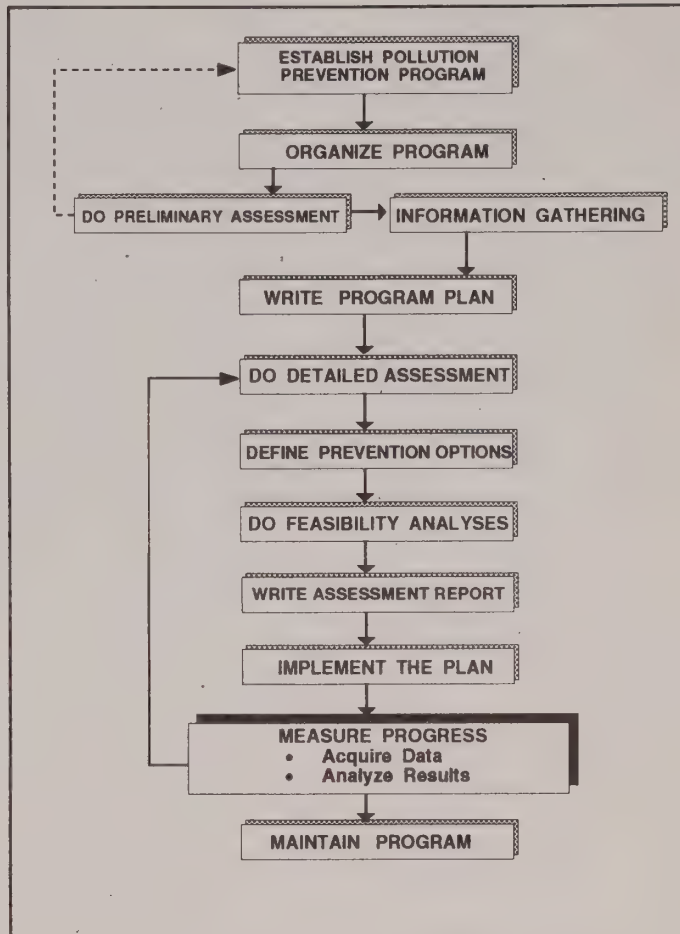 ESTABLISH POLLUTION
PREVENTION PROGRAM
ORGANIZE PROGRAM
DO PRELIMINARY ASSESSMENT
INFORMATION GATHERING
WRITE PROGRAM PLAN
DO DETAILED ASSESSMENT
DEFINE PREVENTION OPTIONS
DO FEASIBILITY ANALYSES
WRITE ASSESSMENT REPORT
IMPLEMENT THE PLAN
MEASURE PROGRESS
• Acquire Data
• Analyze Results
MAINTAIN PROGRAM